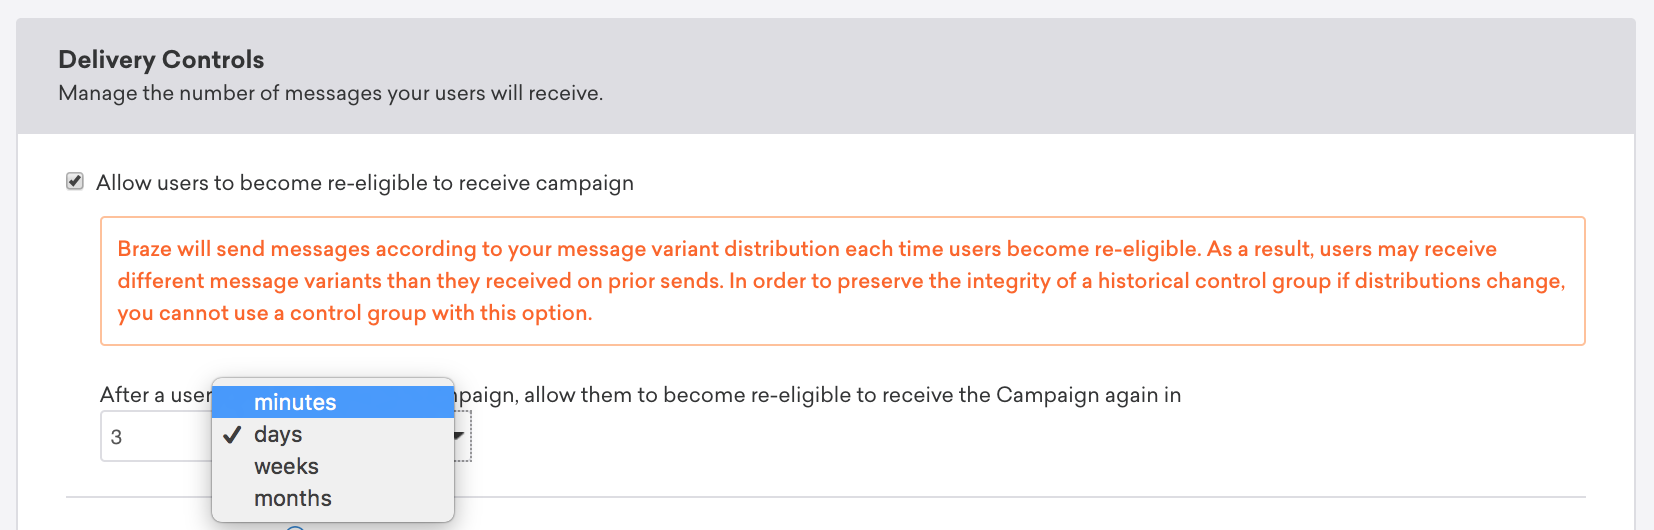 Delivery Controls
Manage the number of messages your users will receive.
Allow users to become re-eligible to receive campaign
Braze will send messages according to your message variant distribution each time users become re-eligible. As a result, users may receive
different message variants than they received on prior sends. In order to preserve the integrity of a historical control group if distributions change,
you cannot use a control group with this option.
After a user paign, allow them to become re-eligible to receive the Campaign again in
minutes
3
days
weeks
months